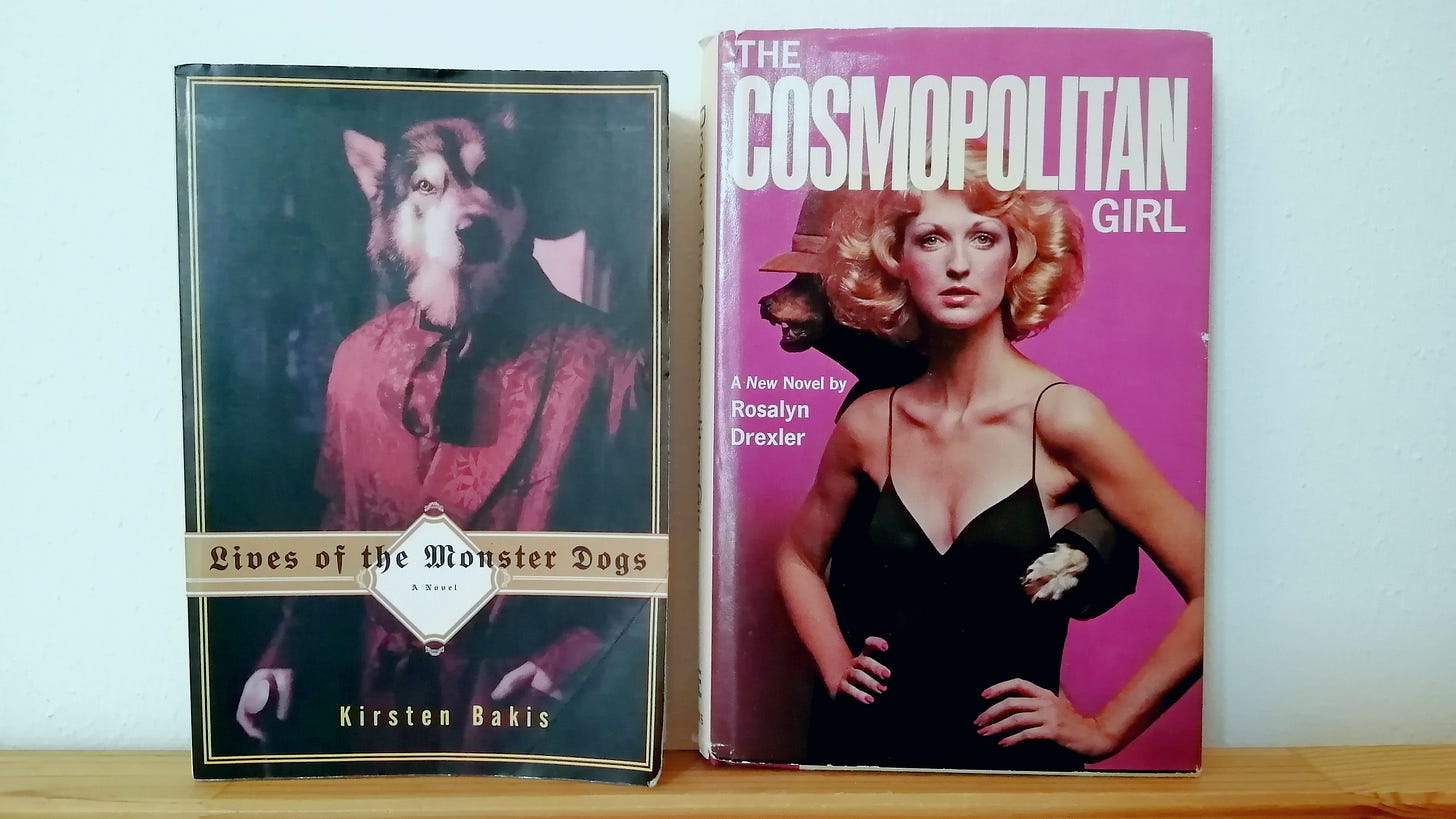 Lives of the Monster Dogs
A Novel
Kirsten Bakis
THE
COSMOPOLITAN
GIRL
A New Novel by
Rosalyn
Drexler